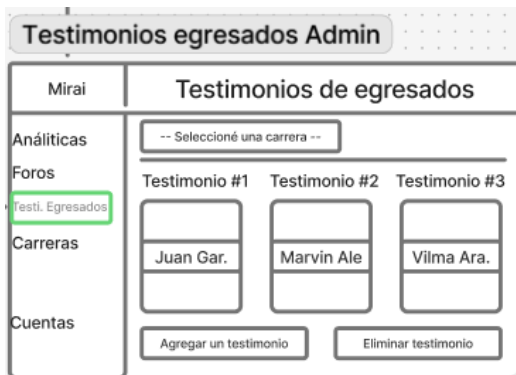 Testimonios egresados Admin
Mirai
Testimonios de egresados
Análiticas
Foros
Testi. Egresados
Carreras
Cuentas
-- Seleccioné una carrera --
Testimonio #1 Testimonio #2 Testimonio #3
Juan Gar. Marvin Ale Vilma Ara.
Agregar un testimonio Eliminar testimonio